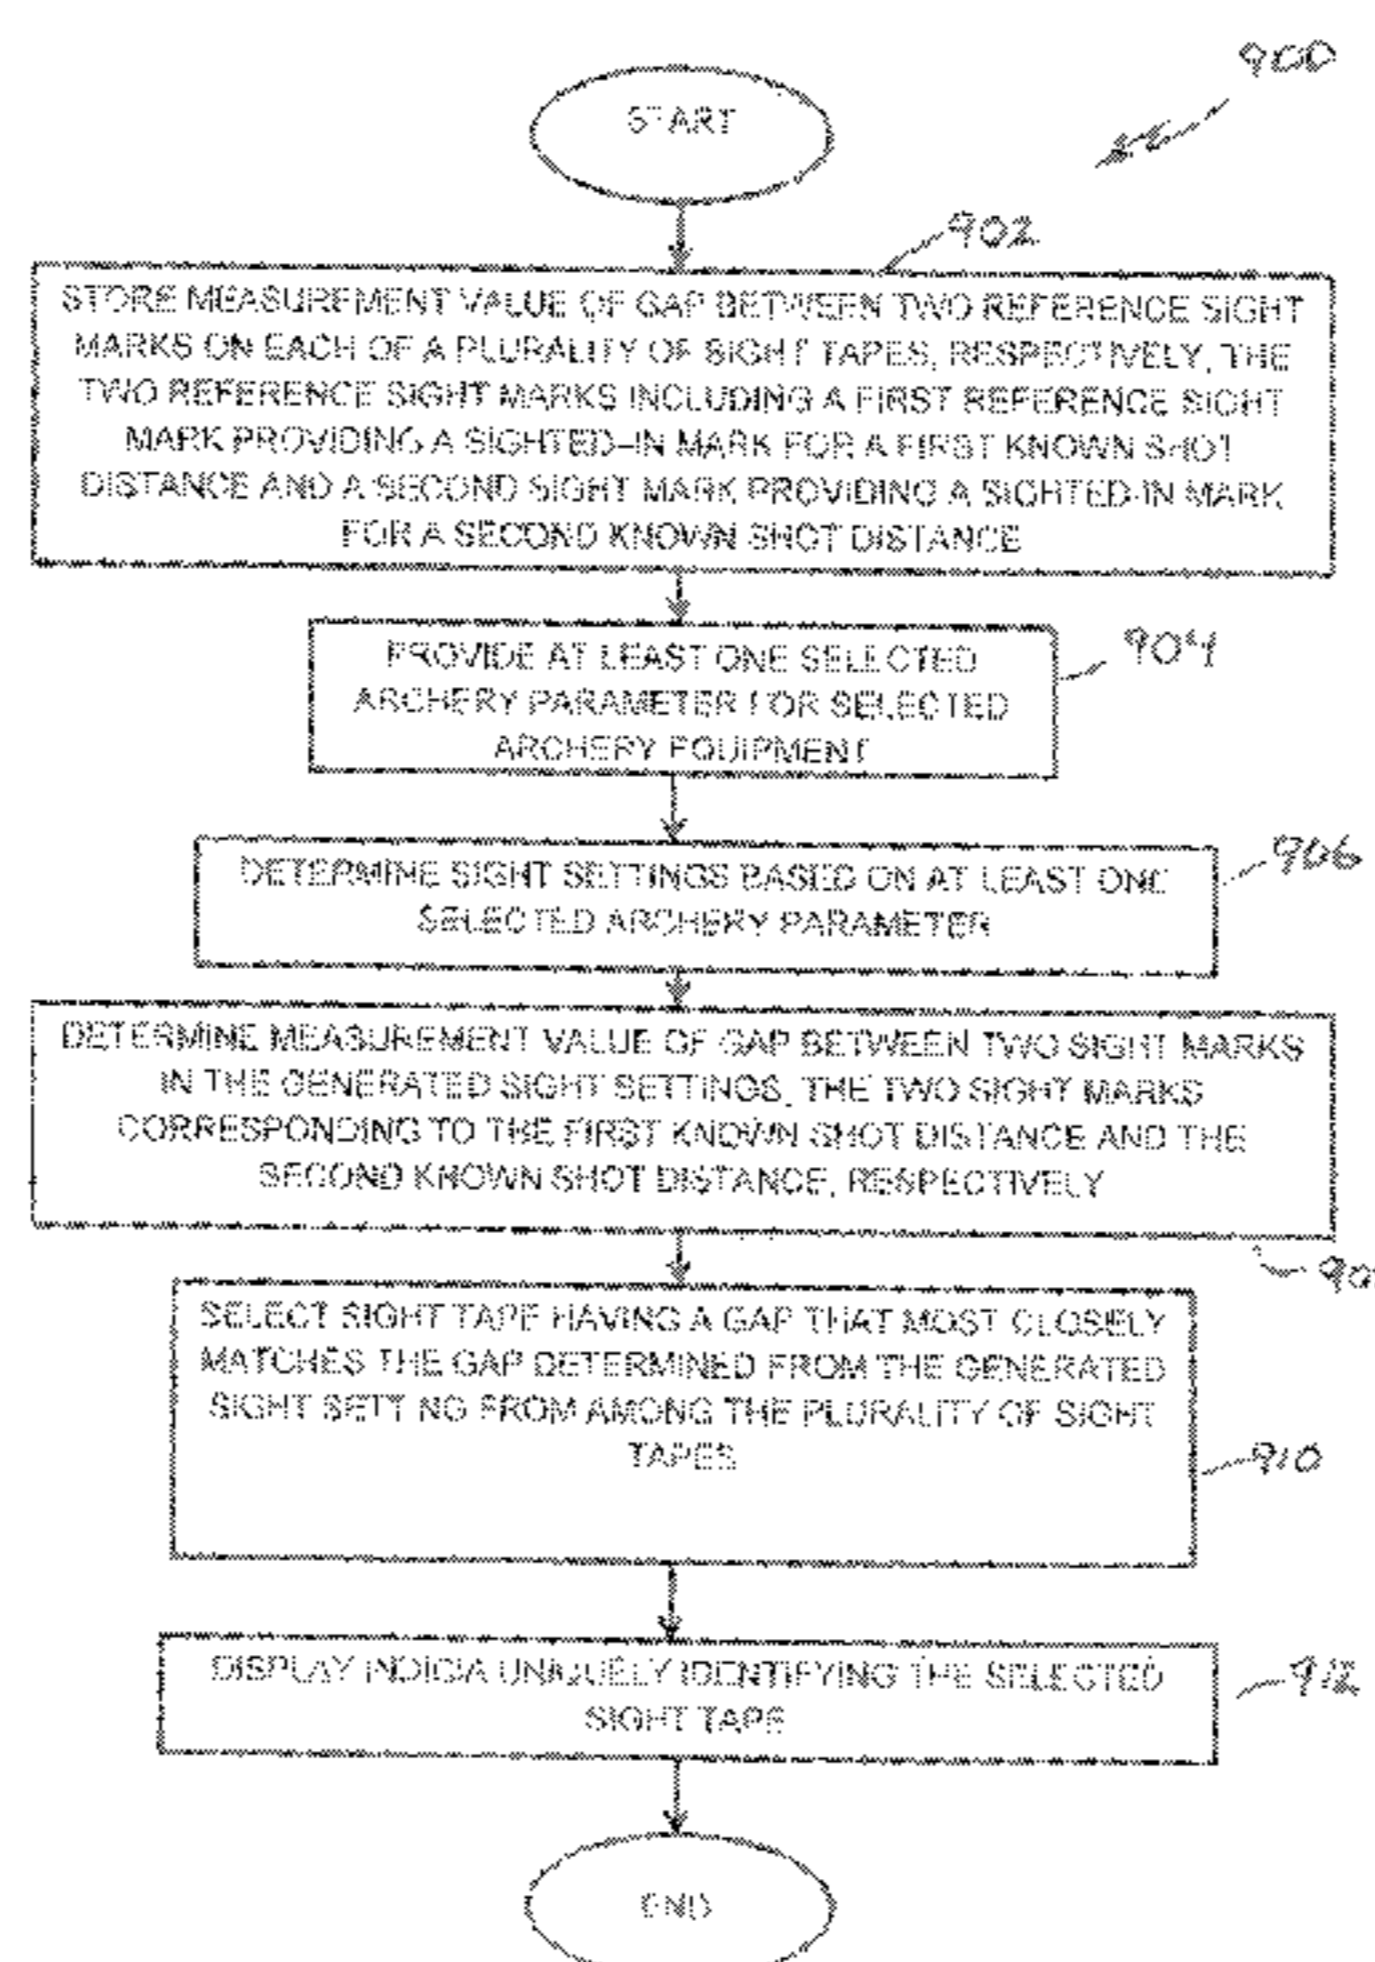 900
START
902
STORE MEASUREMENT VALUE OF GAP BETWEEN TWO REFERENCE SIGHT
MARKS ON EACH OF A PLURALITY OF SIGHT TAPES, RESPECTIVELY, THE
TWO REFERENCE SIGHT MARKS INCLUDING A FIRST REFERENCE SIGHT
MARK PROVIDING A SIGHTED-IN MARK FOR A FIRST KNOWN SHOT
DISTANCE AND A SECOND SIGHT MARK PROVIDING A SIGHTED-IN MARK
FOR A SECOND KNOWN SHOT DISTANCE
904
PROVIDE AT LEAST ONE SELECTED
ARCHERY PARAMETER FOR SELECTED
ARCHERY EQUIPMENT
906
DETERMINE SIGHT SETTINGS BASED ON AT LEAST ONE
SELECTED ARCHERY PARAMETER
DETERMINE MEASUREMENT VALUE OF GAP BETWEEN TWO SIGHT MARKS
IN THE GENERATED SIGHT SETTINGS, THE TWO SIGHT MARKS
CORRESPONDING TO THE FIRST KNOWN SHOT DISTANCE AND THE
SECOND KNOWN SHOT DISTANCE, RESPECTIVELY
SELECT SIGHT TAPE HAVING A GAP THAT MOST CLOSELY
MATCHES THE GAP DETERMINED FROM THE GENERATED
SIGHT SETTING FROM AMONG THE PLURALITY OF SIGHT
TAPES
910
DISPLAY INDICIA UNIQUELY IDENTIFYING THE SELECTED
SIGHT TAPE
912
END